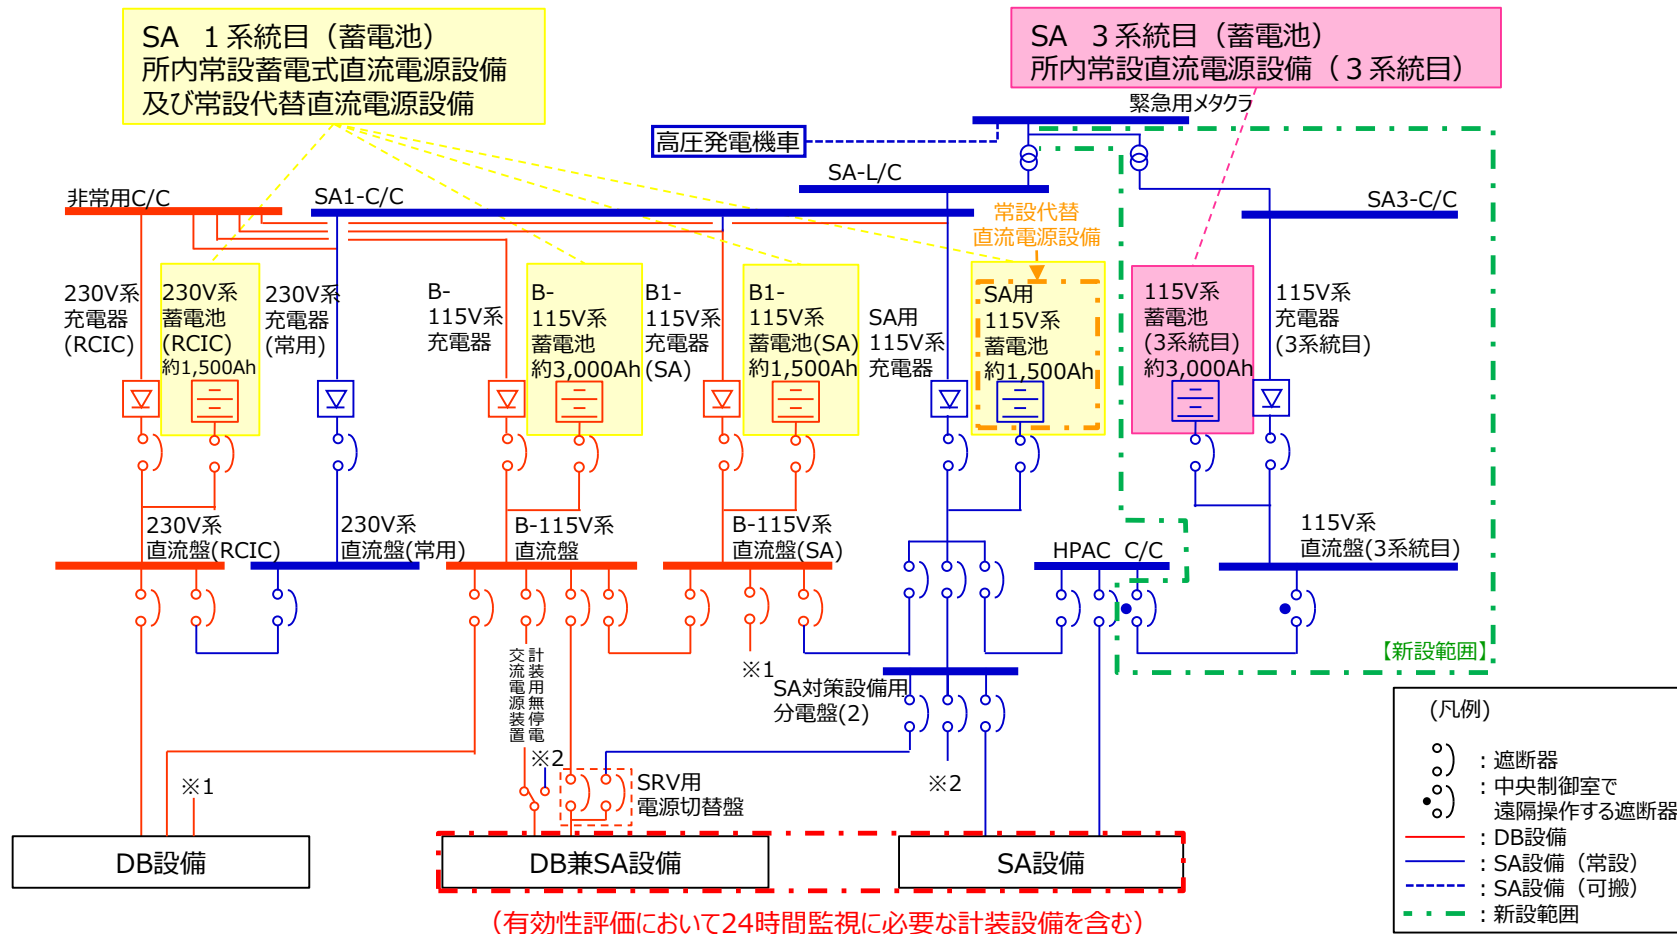 SA １系統目（蓄電池）
所内常設蓄電式直流電源設備
及び常設代替直流電源設備
SA ３系統目（蓄電池）
所内常設直流電源設備（３系統目）
緊急用メタクラ
高圧発電機車
SA-L/C
非常用C/C
SA1-C/C
SA3-C/C
常設代替
直流電源設備
230V系
充電器
(RCIC)
230V系
蓄電池
(RCIC)
約1,500Ah
230V系
充電器
(常用)
B-
115V系
充電器
B-
115V系
蓄電池
約3,000Ah
B1-
115V系
充電器
(SA)
B1-
115V系
蓄電池(SA)
約1,500Ah
SA用
115V系
充電器
SA用
115V系
蓄電池
約1,500Ah
115V系
蓄電池
(3系統目)
約3,000Ah
115V系
充電器
(3系統目)
230V系
直流盤(RCIC)
230V系
直流盤(常用)
B-115V系
直流盤
B-115V系
直流盤(SA)
HPAC C/C
115V系
直流盤(3系統目)
計装用無停電
交流電源装置
※1
SA対策設備用
分電盤(2)
【新設範囲】
※1
※2
SRV用
電源切替盤
※2
DB設備
DB兼SA設備
SA設備
（有効性評価において24時間監視に必要な計装設備を含む）
(凡例)
：遮断器
：中央制御室で
遠隔操作する遮断器
：DB設備
：SA設備（常設）
：SA設備（可搬）
：新設範囲